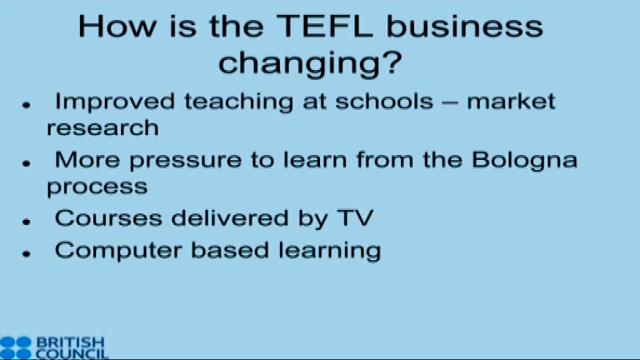 How is the TEFL business
changing?
• Improved teaching at schools – market
research
• More pressure to learn from the Bologna
process
• Courses delivered by TV
• Computer based learning
BRITISH
COUNCIL